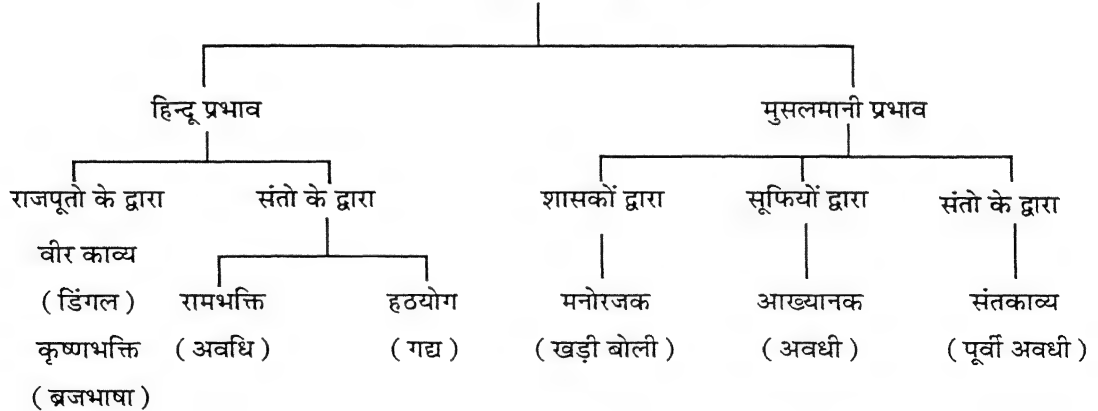 हिन्दू प्रभाव
मुसलमानी प्रभाव
राजपूतो के द्वारा
संतो के द्वारा
शासकों द्वारा
सूफियों द्वारा
संतो के द्वारा
वीर काव्य
( डिंगल )
रामभक्ति
हठयोग
मनोरजक
आख्यानक
संतकाव्य
कृष्णभक्ति
( अवधि )
( गद्य )
( खड़ी बोली )
( अवधी )
( पूर्वी अवधी )
( ब्रजभाषा )